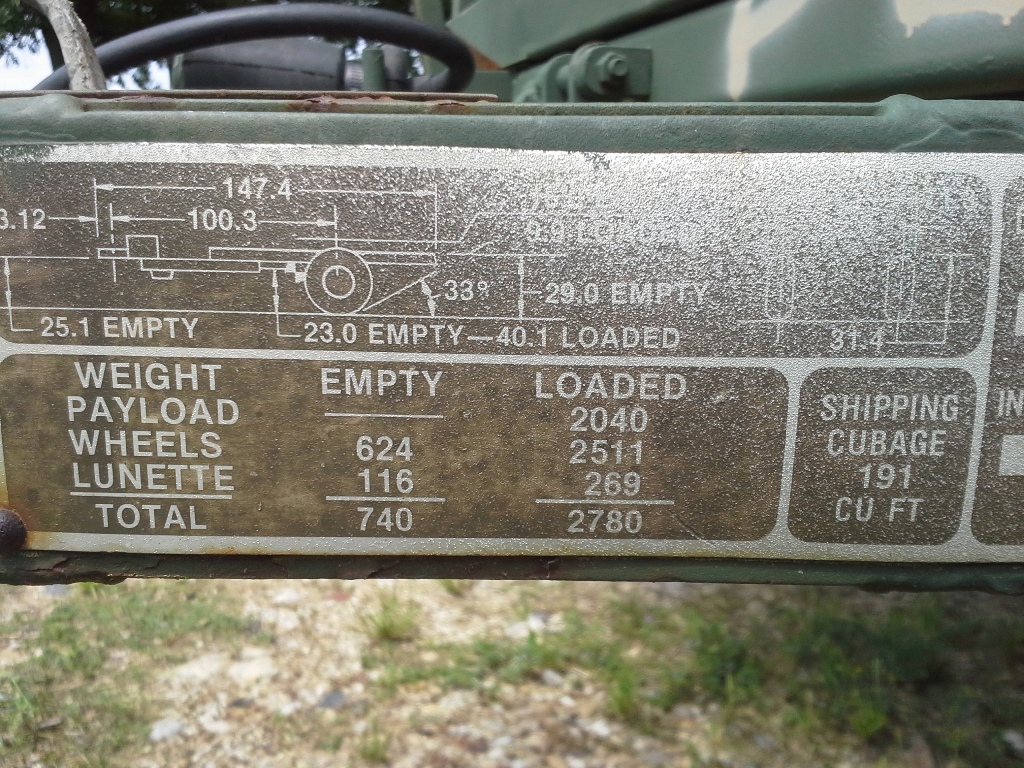 147.4
3.12
100.3
33°
29.0 EMPTY
25.1 EMPTY
23.0 EMPTY—40.1 LOADED
31.4
WEIGHT EMPTY LOADED
PAYLOAD 2040
WHEELS 624 2511
LUNETTE 116 269
TOTAL 740 2780
SHIPPING
CUBAGE
191
CU FT
IN